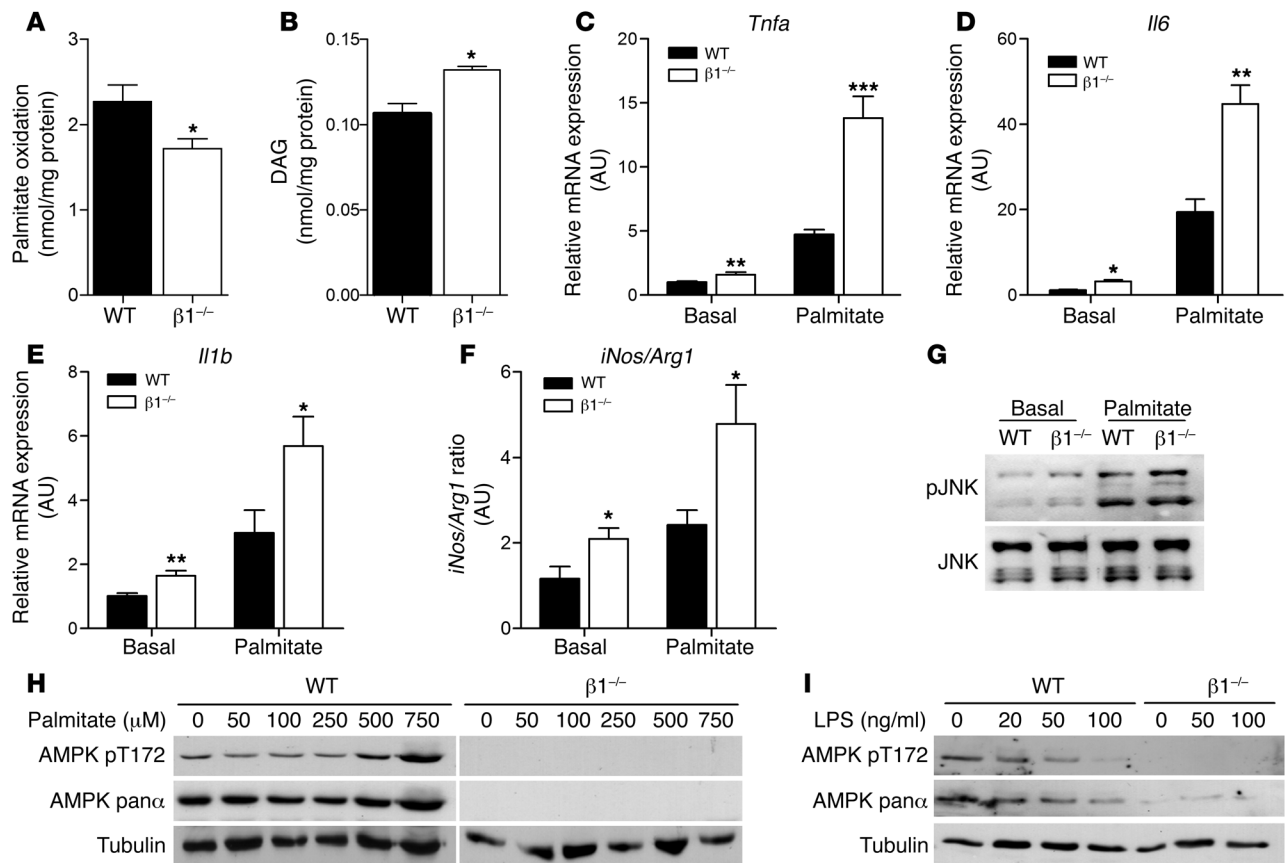 A
Palmitate oxidation
(nmol/mg protein)
3
2
1
0
*
WT
β1⁻/⁻
B
DAG
(nmol/mg protein)
0.15
0.10
0.05
0.00
*
WT
β1⁻/⁻
C
Tnfa
Relative mRNA expression
(AU)
20
15
10
5
0
WT
β1⁻/⁻
**
***
Basal
Palmitate
D
Il6
Relative mRNA expression
(AU)
60
40
20
0
WT
β1⁻/⁻
*
**
Basal
Palmitate
E
Il1b
Relative mRNA expression
(AU)
8
6
4
2
0
WT
β1⁻/⁻
**
*
Basal
Palmitate
F
iNos/Arg1
iNos/Arg1 ratio
(AU)
6
4
2
0
WT
β1⁻/⁻
*
*
Basal
Palmitate
G
Basal Palmitate
WT β1⁻/⁻ WT β1⁻/⁻
pJNK
JNK
H
WT β1⁻/⁻
Palmitate (μM) 0 50 100 250 500 750 0 50 100 250 500 750
AMPK pT172
AMPK panα
Tubulin
I
WT β1⁻/⁻
LPS (ng/ml) 0 20 50 100 0 50 100
AMPK pT172
AMPK panα
Tubulin